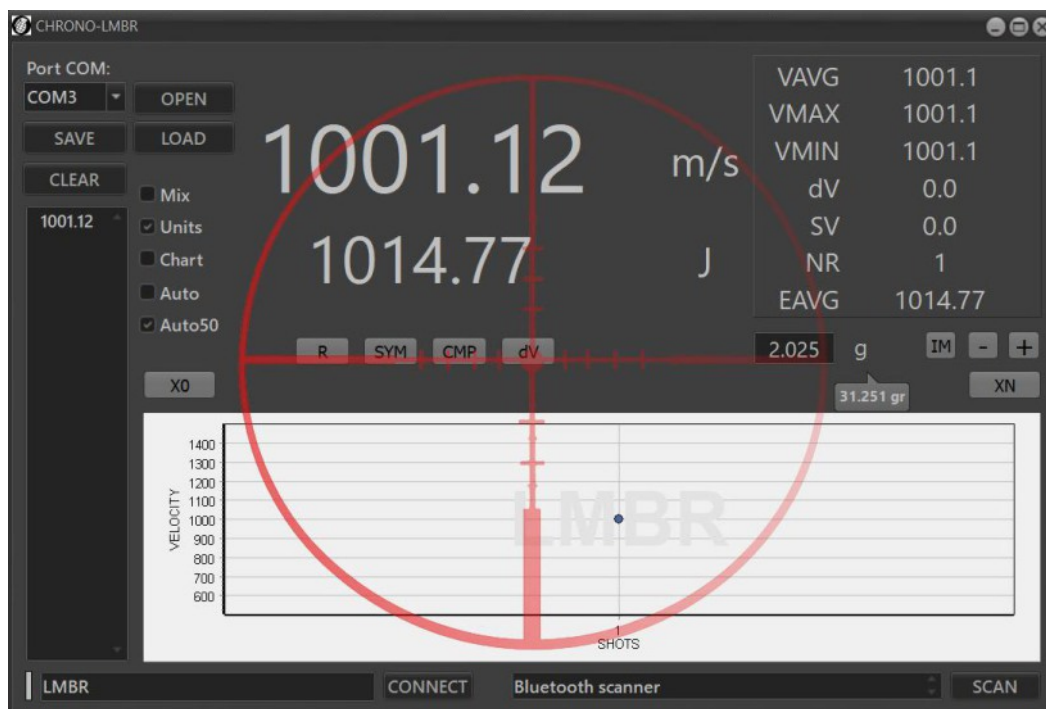 CHRONO-LMBR
Port COM:
COM3
OPEN
SAVE
LOAD
CLEAR
1001.12
Mix
Units
Chart
Auto
Auto50
1001.12 m/s
1014.77 J
R SYM CMP dV
VAVG 1001.1
VMAX 1001.1
VMIN 1001.1
dV 0.0
SV 0.0
NR 1
EAVG 1014.77
2.025 g IM - +
31.251 gr
X0
XN
1400
1300
1200
1100
1000
900
800
700
600
VELOCITY
LMBR
1
SHOTS
LMBR
CONNECT
Bluetooth scanner
SCAN